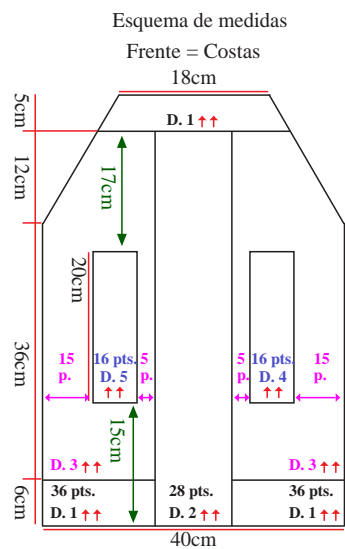 Esquema de medidas
Frente = Costas
18cm
5cm
D. 1
12cm
17cm
20cm
36cm
15 p.
16 pts.
D. 5
5 p.
5 p.
16 pts.
D. 4
15 p.
15cm
D. 3
D. 3
6cm
36 pts.
D. 1
28 pts.
D. 2
36 pts.
D. 1
40cm